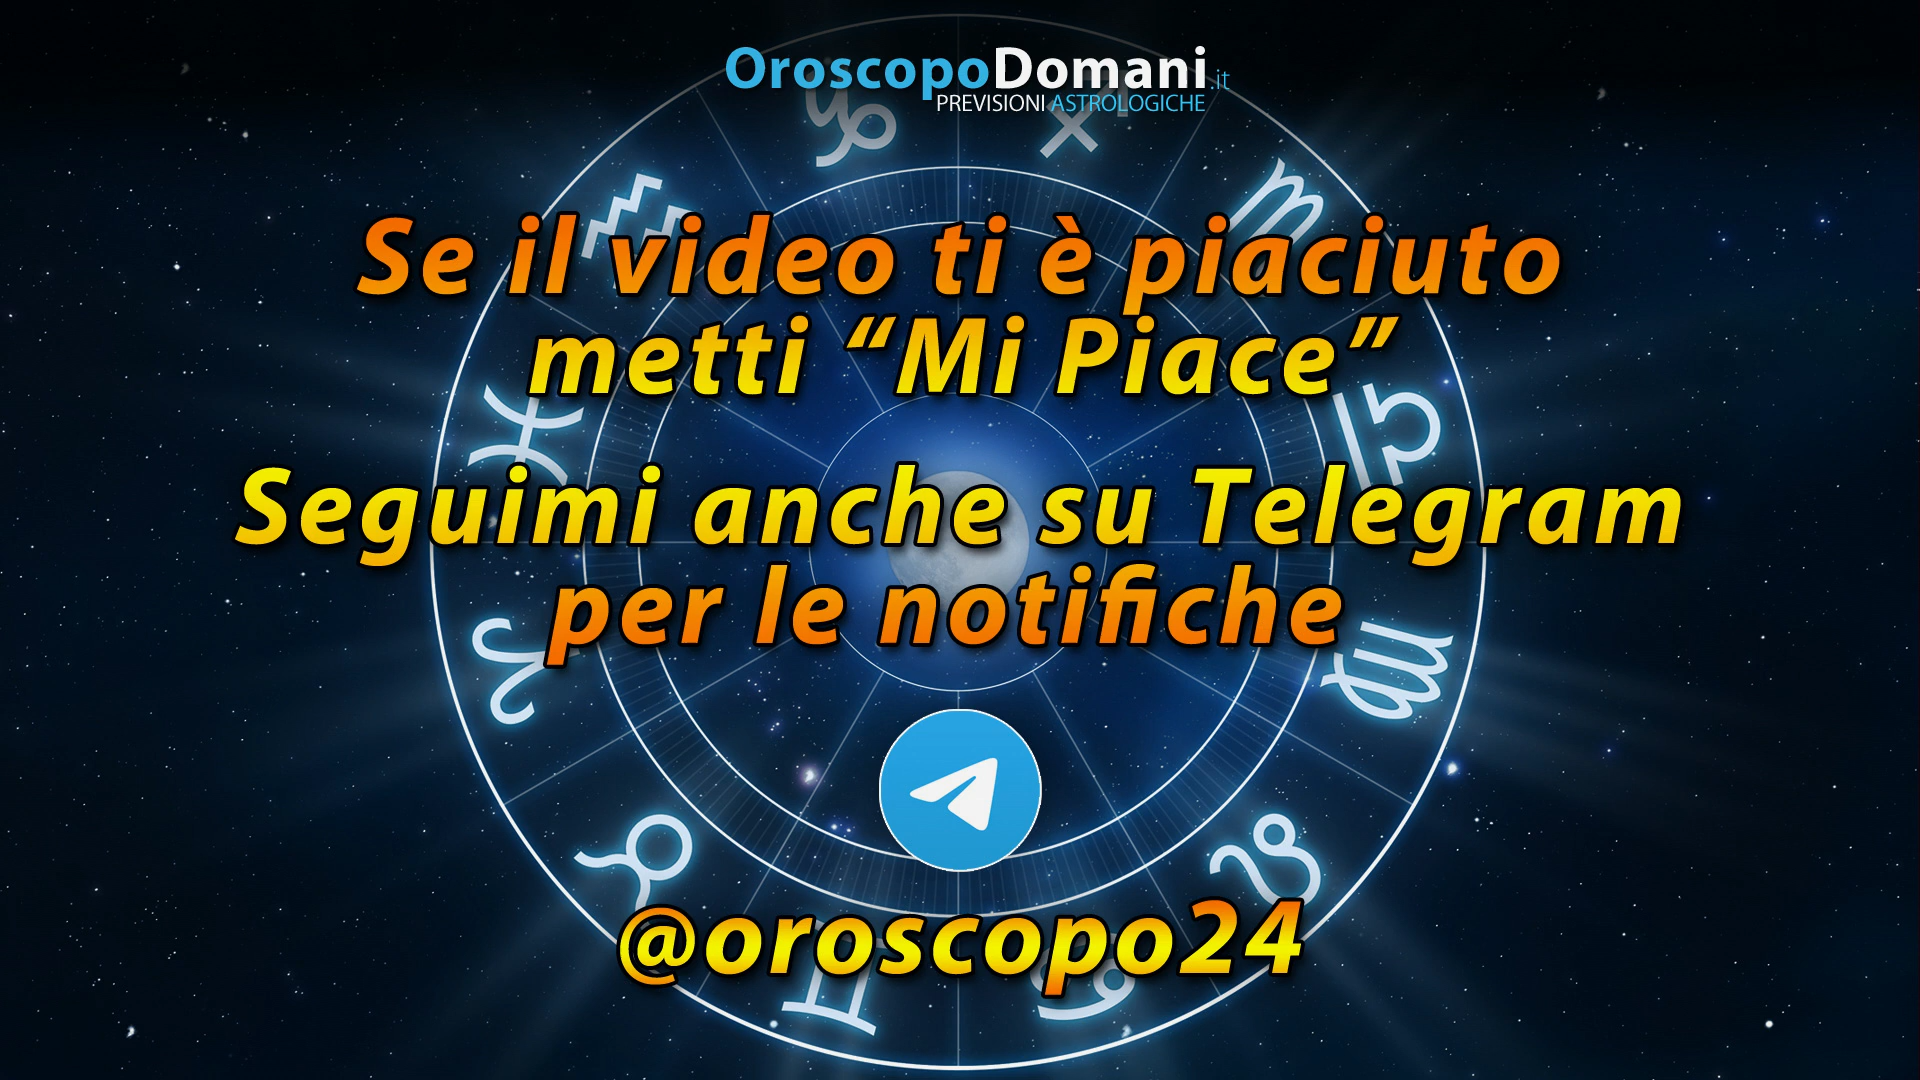 OroscopoDomani.it
PREVISIONI ASTROLOGICHE
Se il video ti è piaciuto
metti “Mi Piace”
Seguimi anche su Telegram
per le notifiche
@oroscopo24